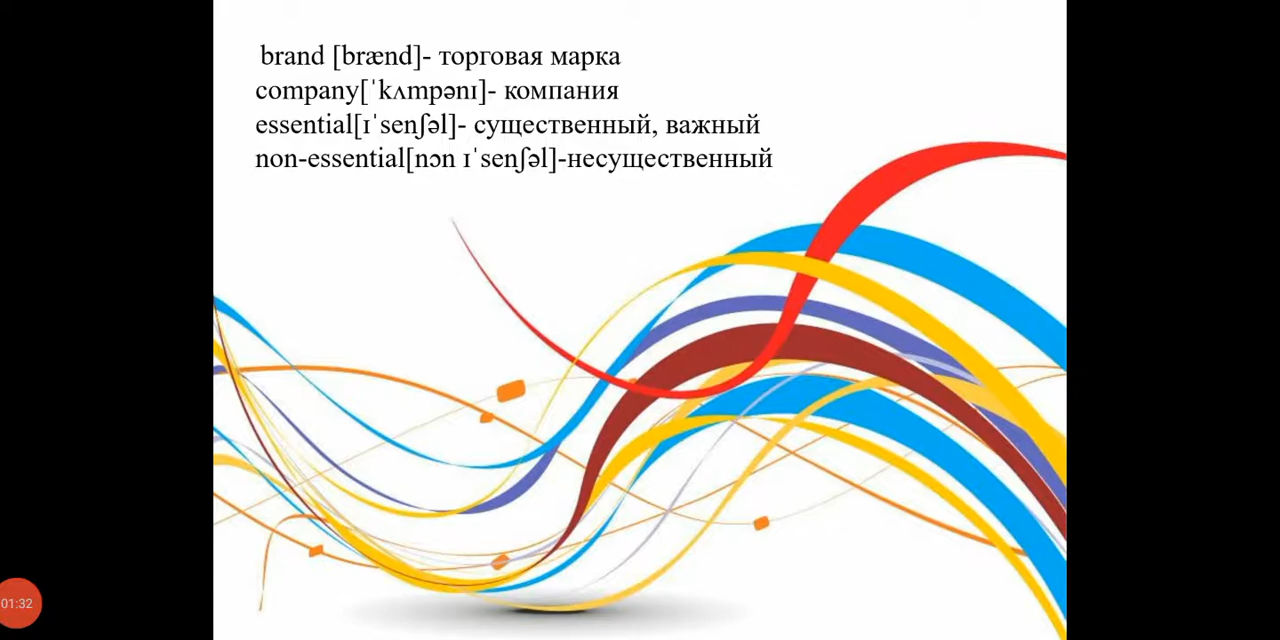 brand [brænd]- торговая марка
company[ˈkʌmpənɪ]- компания
essential[ɪˈsenʃəl]- существенный, важный
non-essential[nɔn ɪˈsenʃəl]-несущественный
01:32